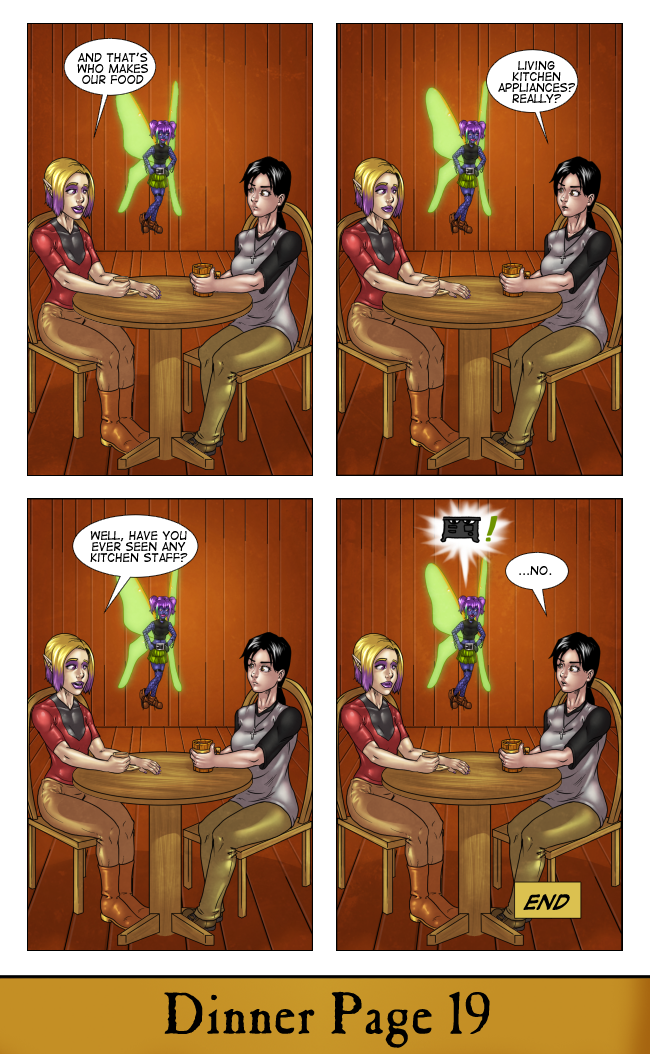 AND THAT'S
WHO MAKES
OUR FOOD
LIVING
KITCHEN
APPLIANCES?
REALLY?
WELL, HAVE YOU
EVER SEEN ANY
KITCHEN STAFF?
!
...NO.
END
Dinner Page 19